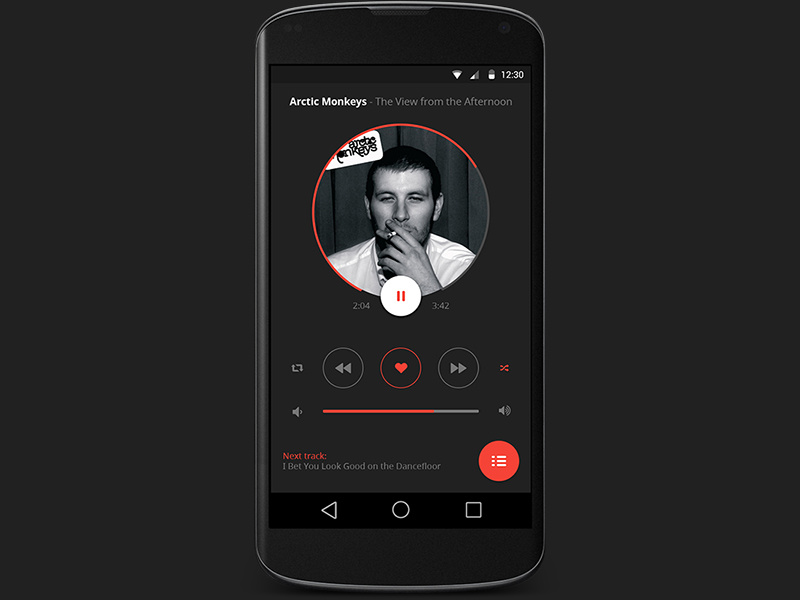 12:30
Arctic Monkeys - The View from the Afternoon
arctic
monkeys
2:04
3:42
Next track:
I Bet You Look Good on the Dancefloor